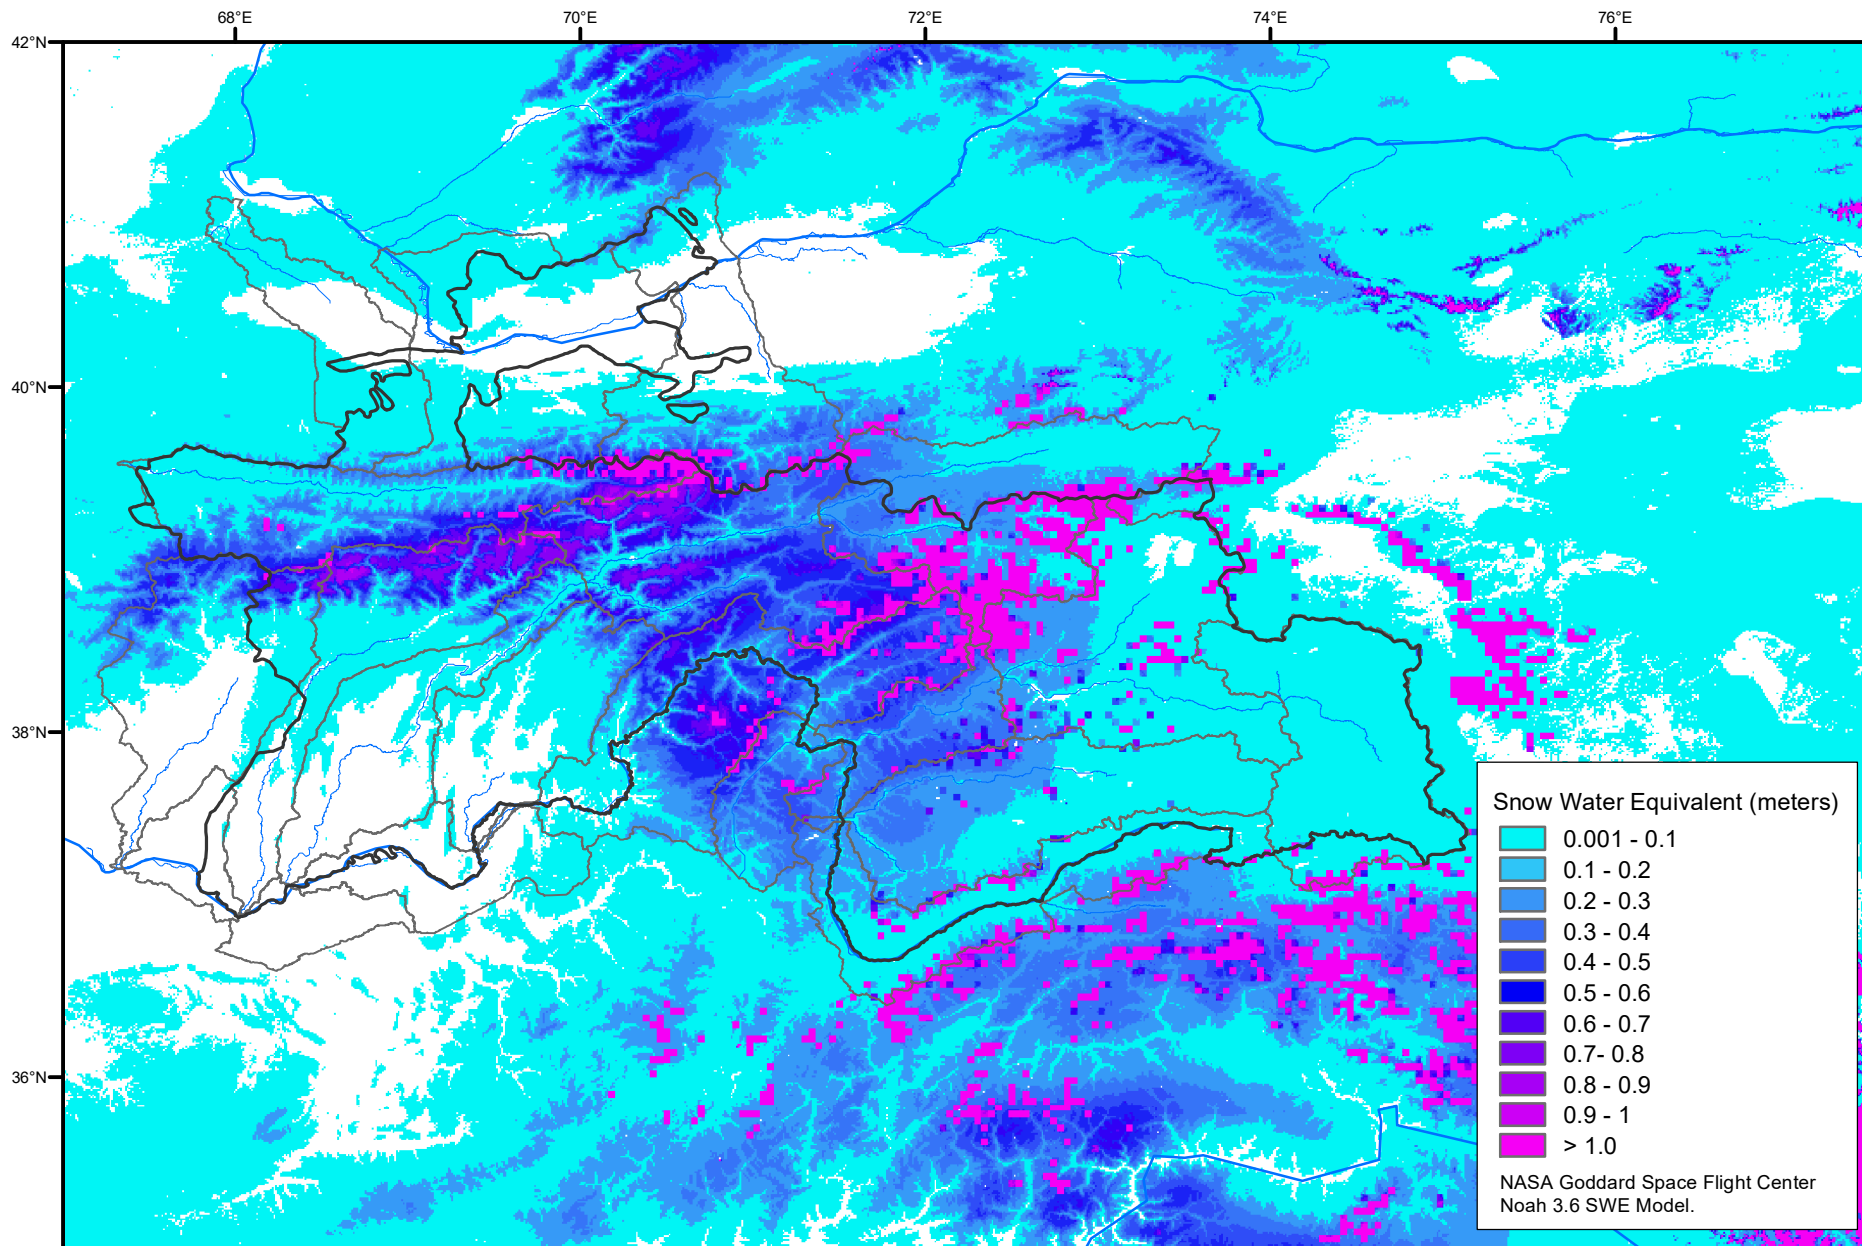 68°E 70°E 72°E 74°E 76°E
42°N
40°N
38°N
36°N
Snow Water Equivalent (meters)
0.001 - 0.1
0.1 - 0.2
0.2 - 0.3
0.3 - 0.4
0.4 - 0.5
0.5 - 0.6
0.6 - 0.7
0.7- 0.8
0.8 - 0.9
0.9 - 1
> 1.0
NASA Goddard Space Flight Center
Noah 3.6 SWE Model.